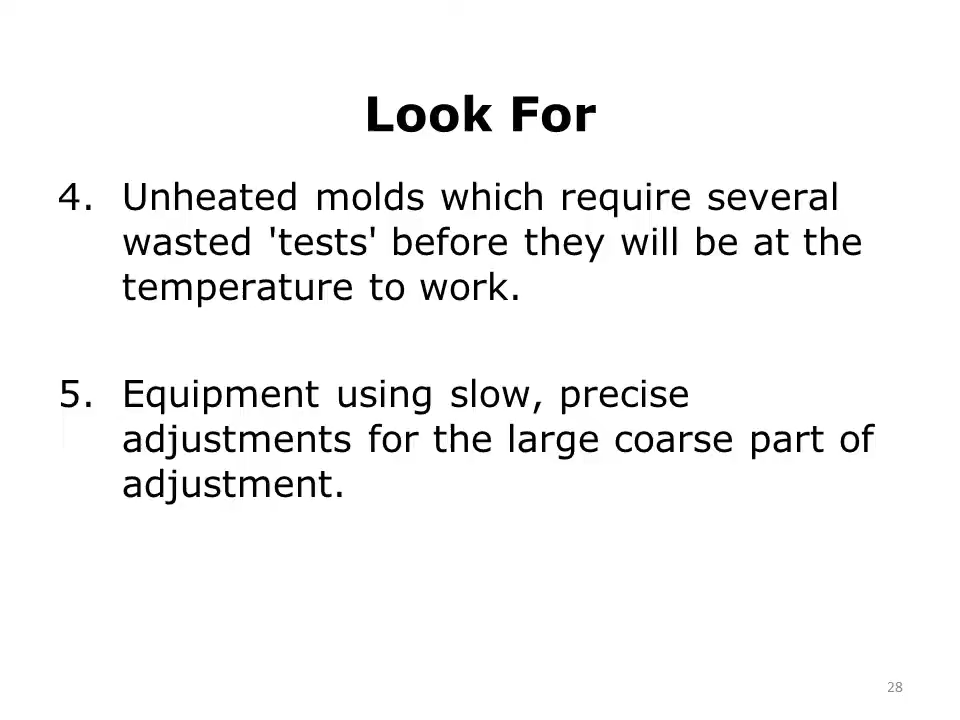 Look For
4. Unheated molds which require several
wasted 'tests' before they will be at the
temperature to work.
5. Equipment using slow, precise
adjustments for the large coarse part of
adjustment.
28